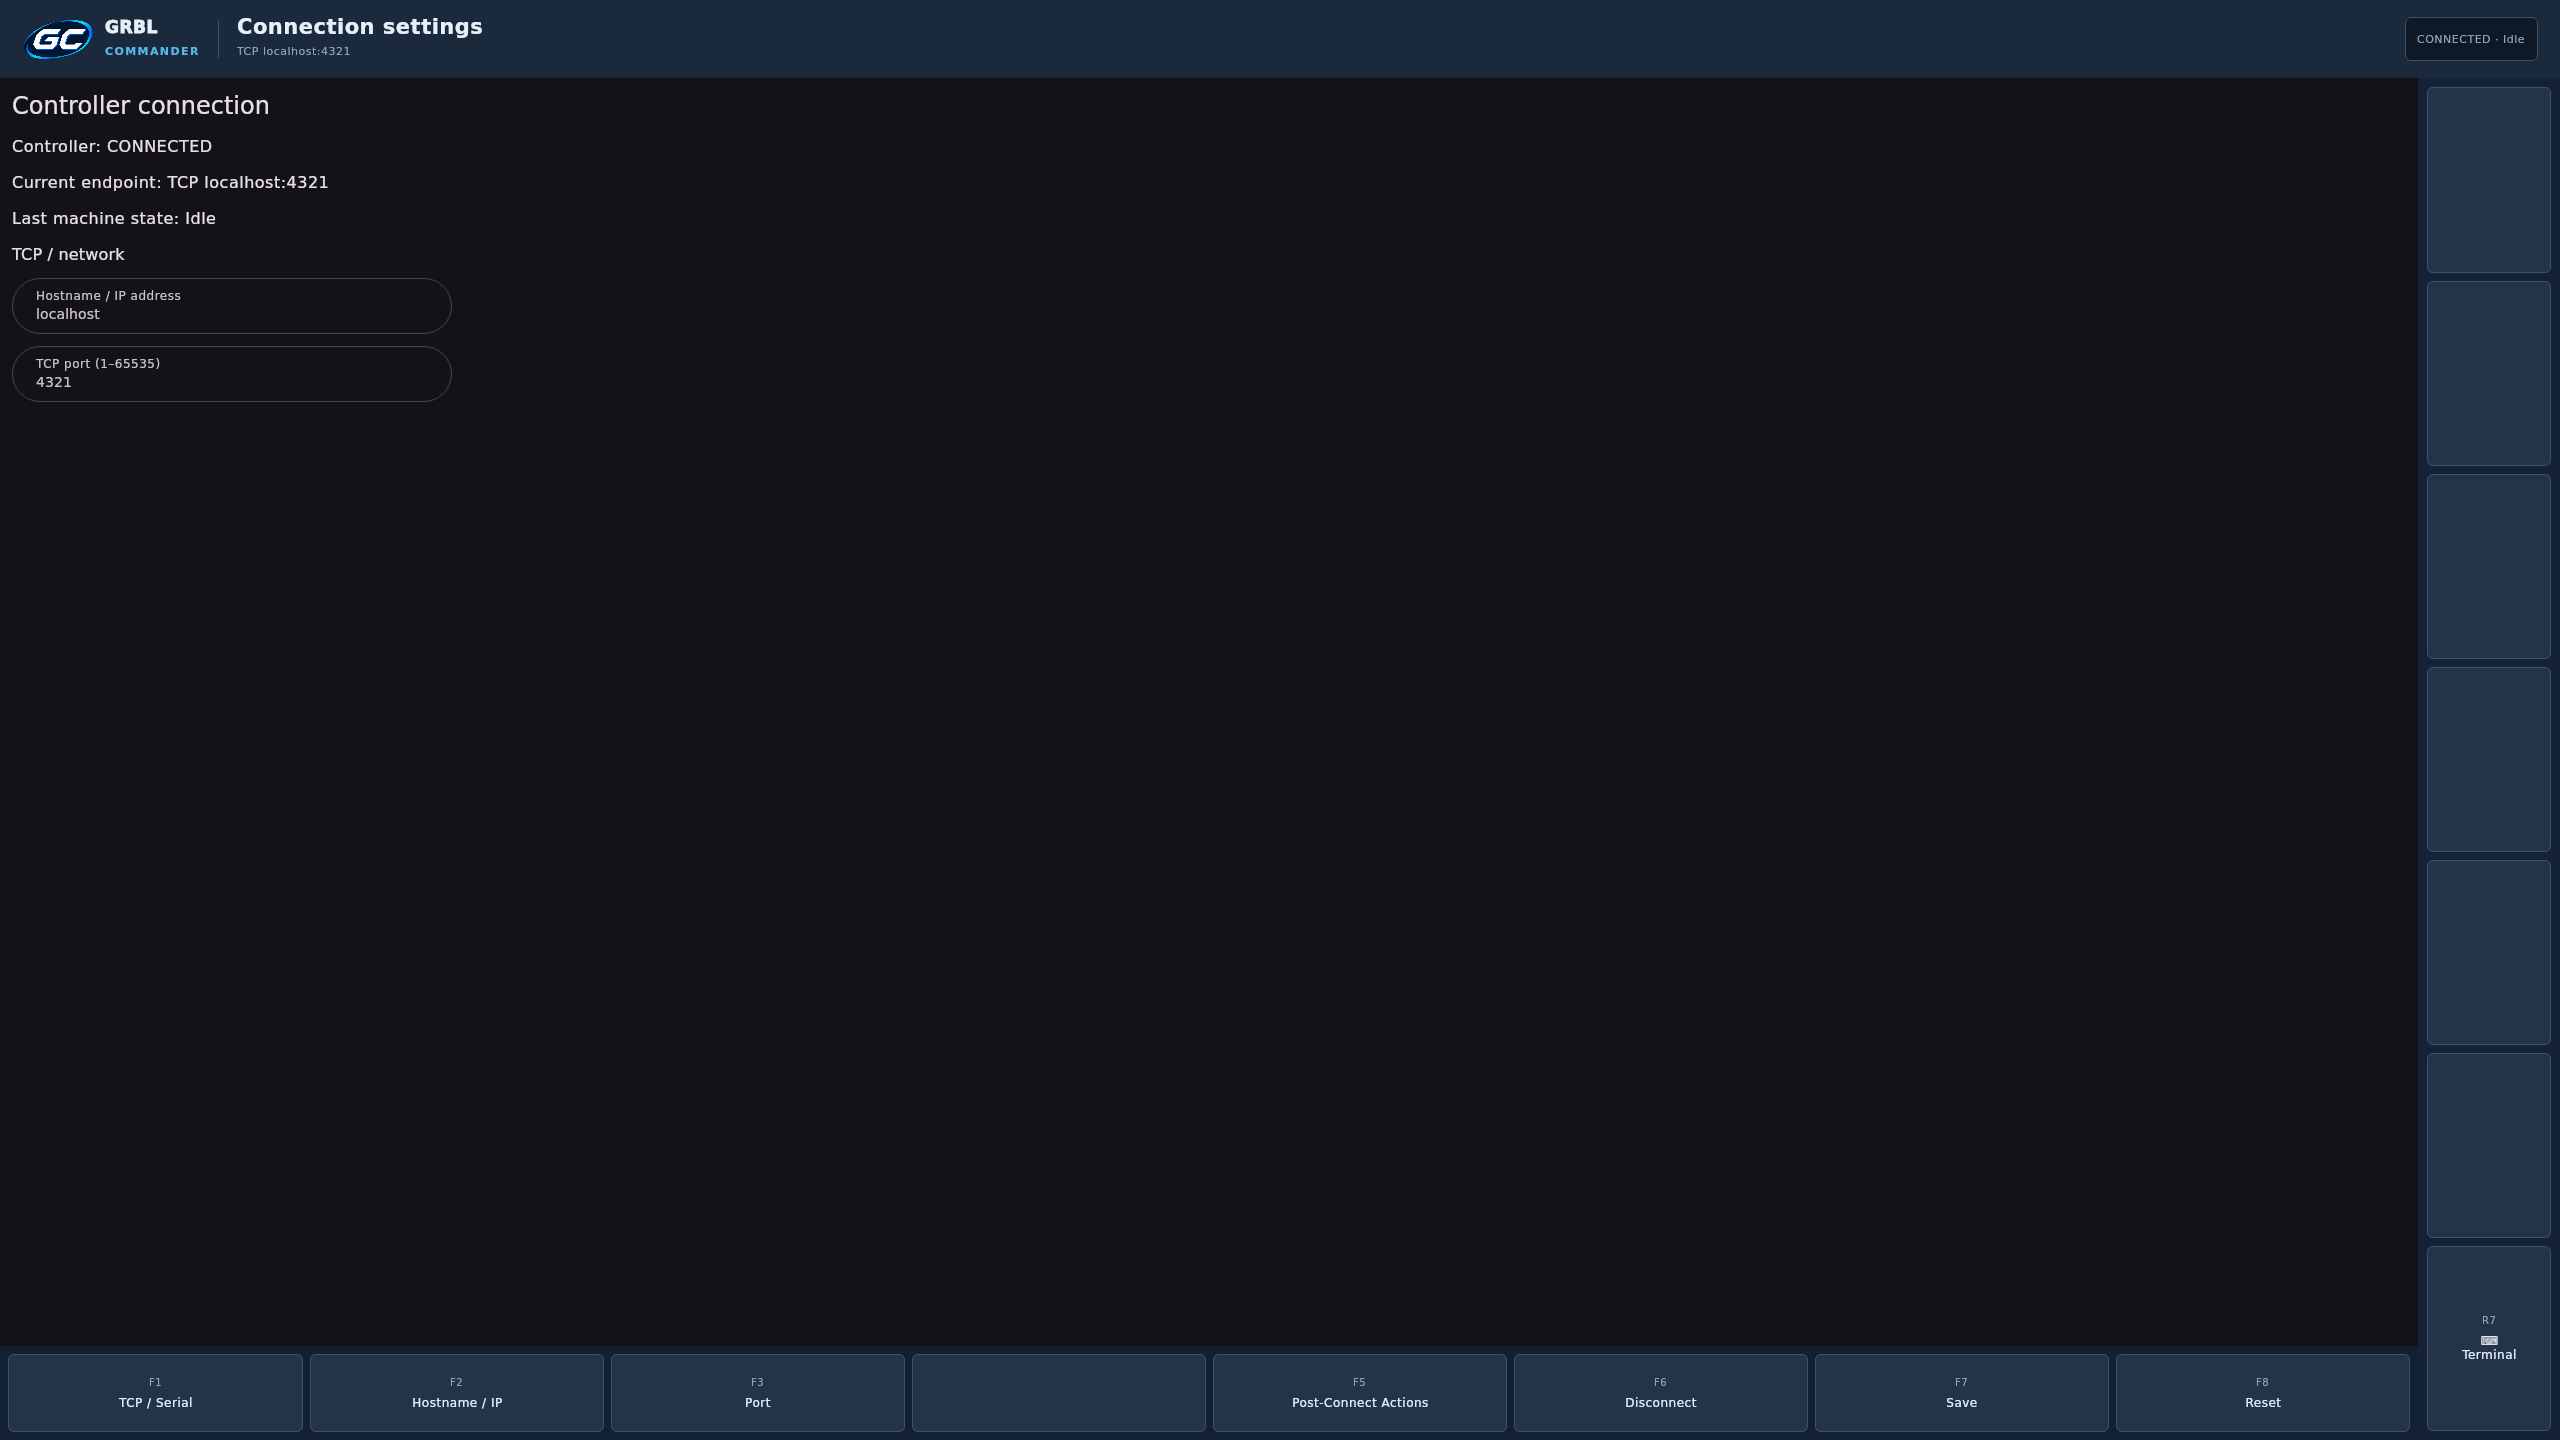 GC
GRBL
COMMANDER
Connection settings
TCP localhost:4321
CONNECTED · Idle
Controller connection
Controller: CONNECTED
Current endpoint: TCP localhost:4321
Last machine state: Idle
TCP / network
Hostname / IP address
localhost
TCP port (1–65535)
4321
R7
Terminal
F1
TCP / Serial
F2
Hostname / IP
F3
Port
F5
Post-Connect Actions
F6
Disconnect
F7
Save
F8
Reset